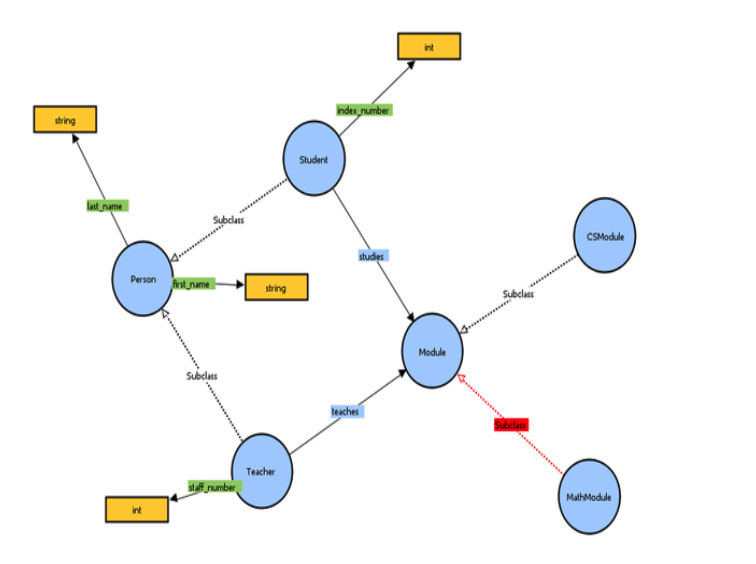 int
index_number
string
Student
last_name
Subclass
CSModule
studies
Person
first_name
string
Subclass
Module
Subclass
teaches
Subclass
Teacher
staff_number
MathModule
int